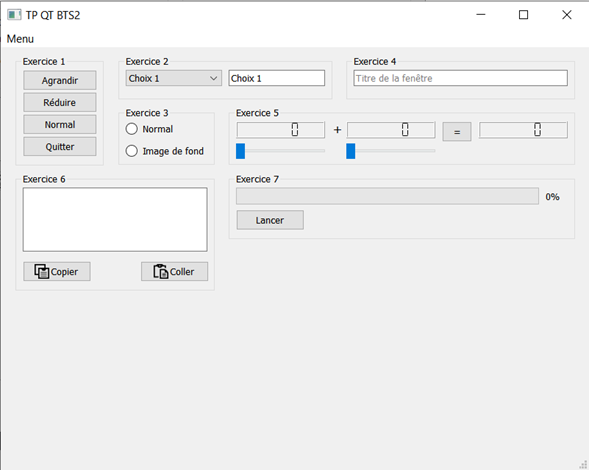 TP QT BTS2
Menu
Exercice 1
Agrandir
Réduire
Normal
Quitter
Exercice 2
Choix 1
Choix 1
Exercice 3
Normal
Image de fond
Exercice 4
Titre de la fenêtre
Exercice 5
0 + 0 = 0
Exercice 6
Copier
Coller
Exercice 7
0%
Lancer